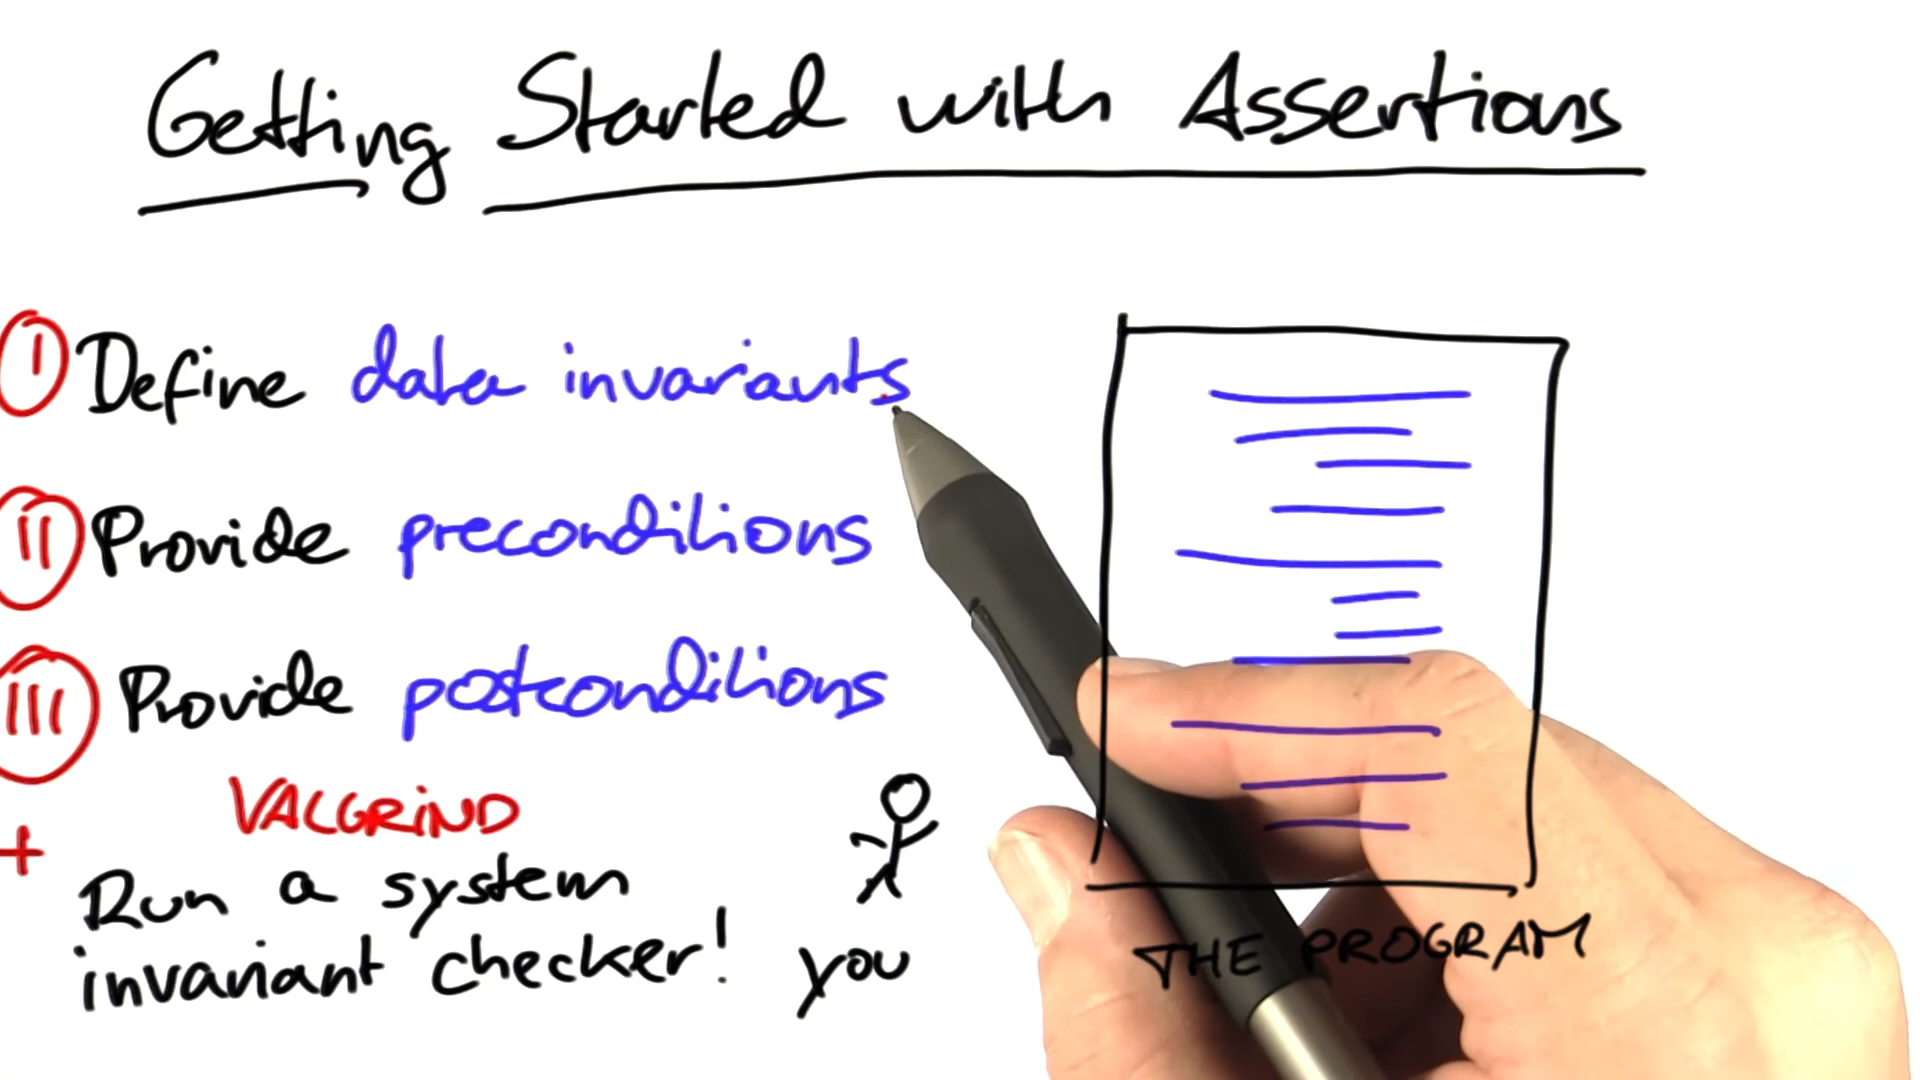 Getting Started with Assertions
I Define data invariants
II Provide preconditions
III Provide postconditions
VALGRIND
+ Run a system
invariant checker!
you
THE PROGRAM